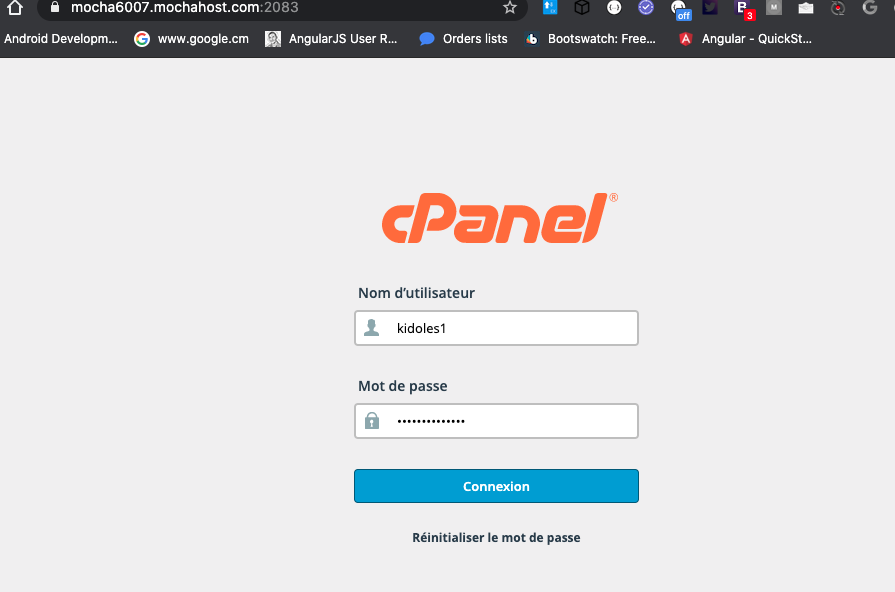 mocha6007.mochahost.com:2083
off
B
3
M
G
Android Developm...
www.google.cm
AngularJS User R...
Orders lists
Bootswatch: Free...
Angular - QuickSt...
cPanel®
Nom d’utilisateur
kidoles1
Mot de passe
••••••••••••••
Connexion
Réinitialiser le mot de passe